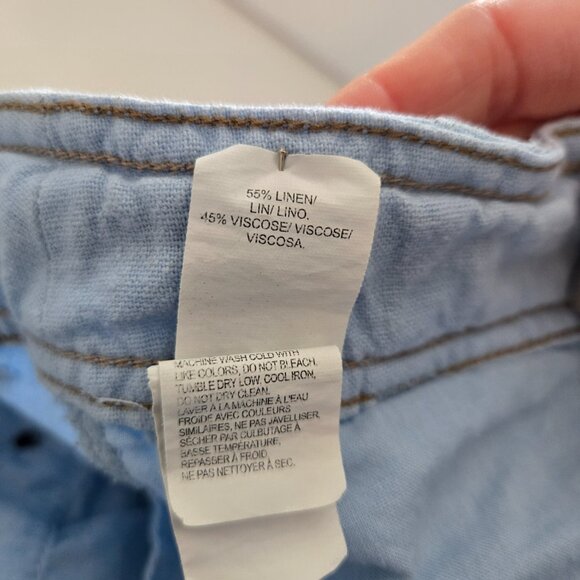 55% LINEN/
LIN/ LINO.
45% VISCOSE/ VISCOSE/
VISCOSA.
MACHINE WASH COLD WITH
LIKE COLORS, DO NOT BLEACH.
TUMBLE DRY LOW. COOL IRON,
DO NOT DRY CLEAN.
LAVER À LA MACHINE À L'EAU
FROIDE AVEC COULEURS
SIMILAIRES, NE PAS JAVELLISER,
SÉCHER PAR CULBUTAGE À
BASSE TEMPÉRATURE,
REPASSER À FROID.
NE PAS NETTOYER À SEC.